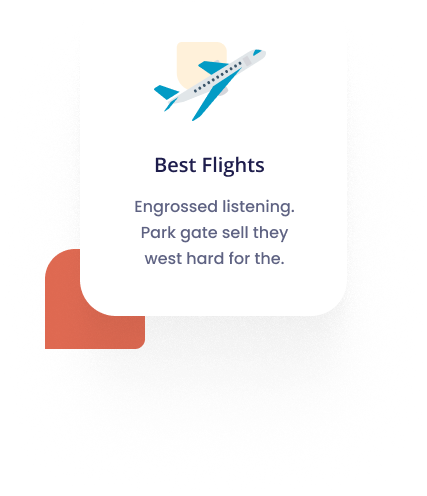 Best Flights
Engrossed listening.
Park gate sell they
west hard for the.